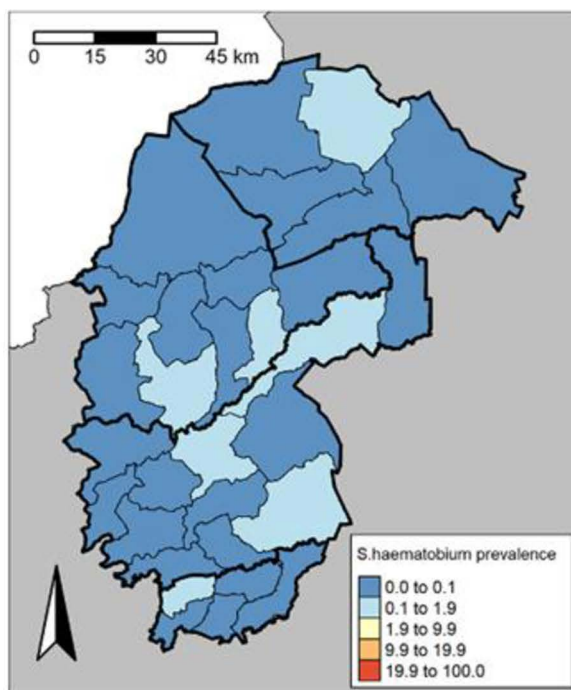 0 15 30 45 km
S.haematobium prevalence
0.0 to 0.1
0.1 to 1.9
1.9 to 9.9
9.9 to 19.9
19.9 to 100.0